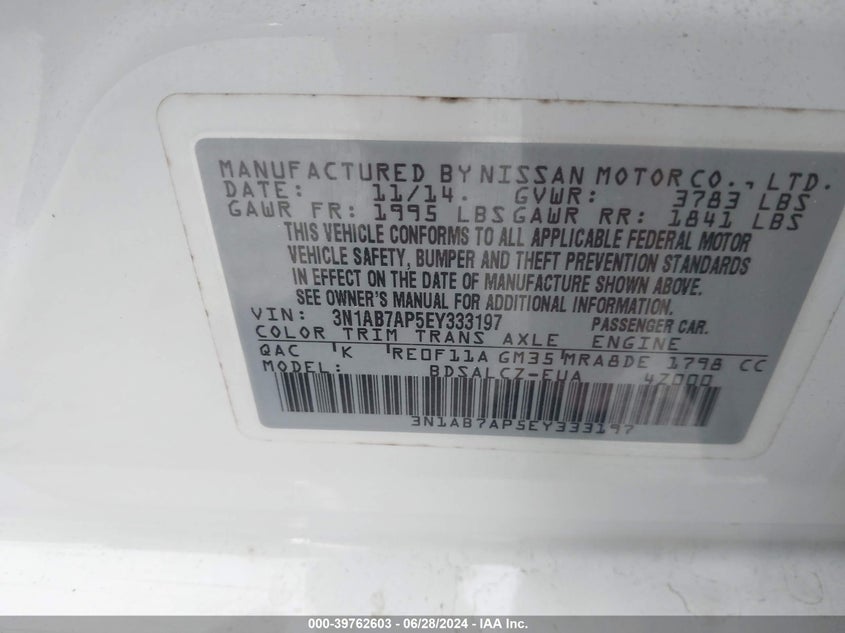 MANUFACTURED BY NISSAN MOTOR CO., LTD.
DATE: 11/14. GVWR: 3783 LBS
GAWR FR: 1995 LBS GAWR RR: 1841 LBS
THIS VEHICLE CONFORMS TO ALL APPLICABLE FEDERAL MOTOR
VEHICLE SAFETY, BUMPER AND THEFT PREVENTION STANDARDS
IN EFFECT ON THE DATE OF MANUFACTURE SHOWN ABOVE.
SEE OWNER'S MANUAL FOR ADDITIONAL INFORMATION.
VIN: 3N1AB7AP5EY333197 PASSENGER CAR.
COLOR TRIM TRANS AXLE ENGINE
QAC K RE0F11A GM35 MRA8DE 1798 CC
MODEL: BDSALCZ-EUA 4Z000
3N1AB7AP5EY333197
000-39762603 - 06/28/2024 - IAA Inc.